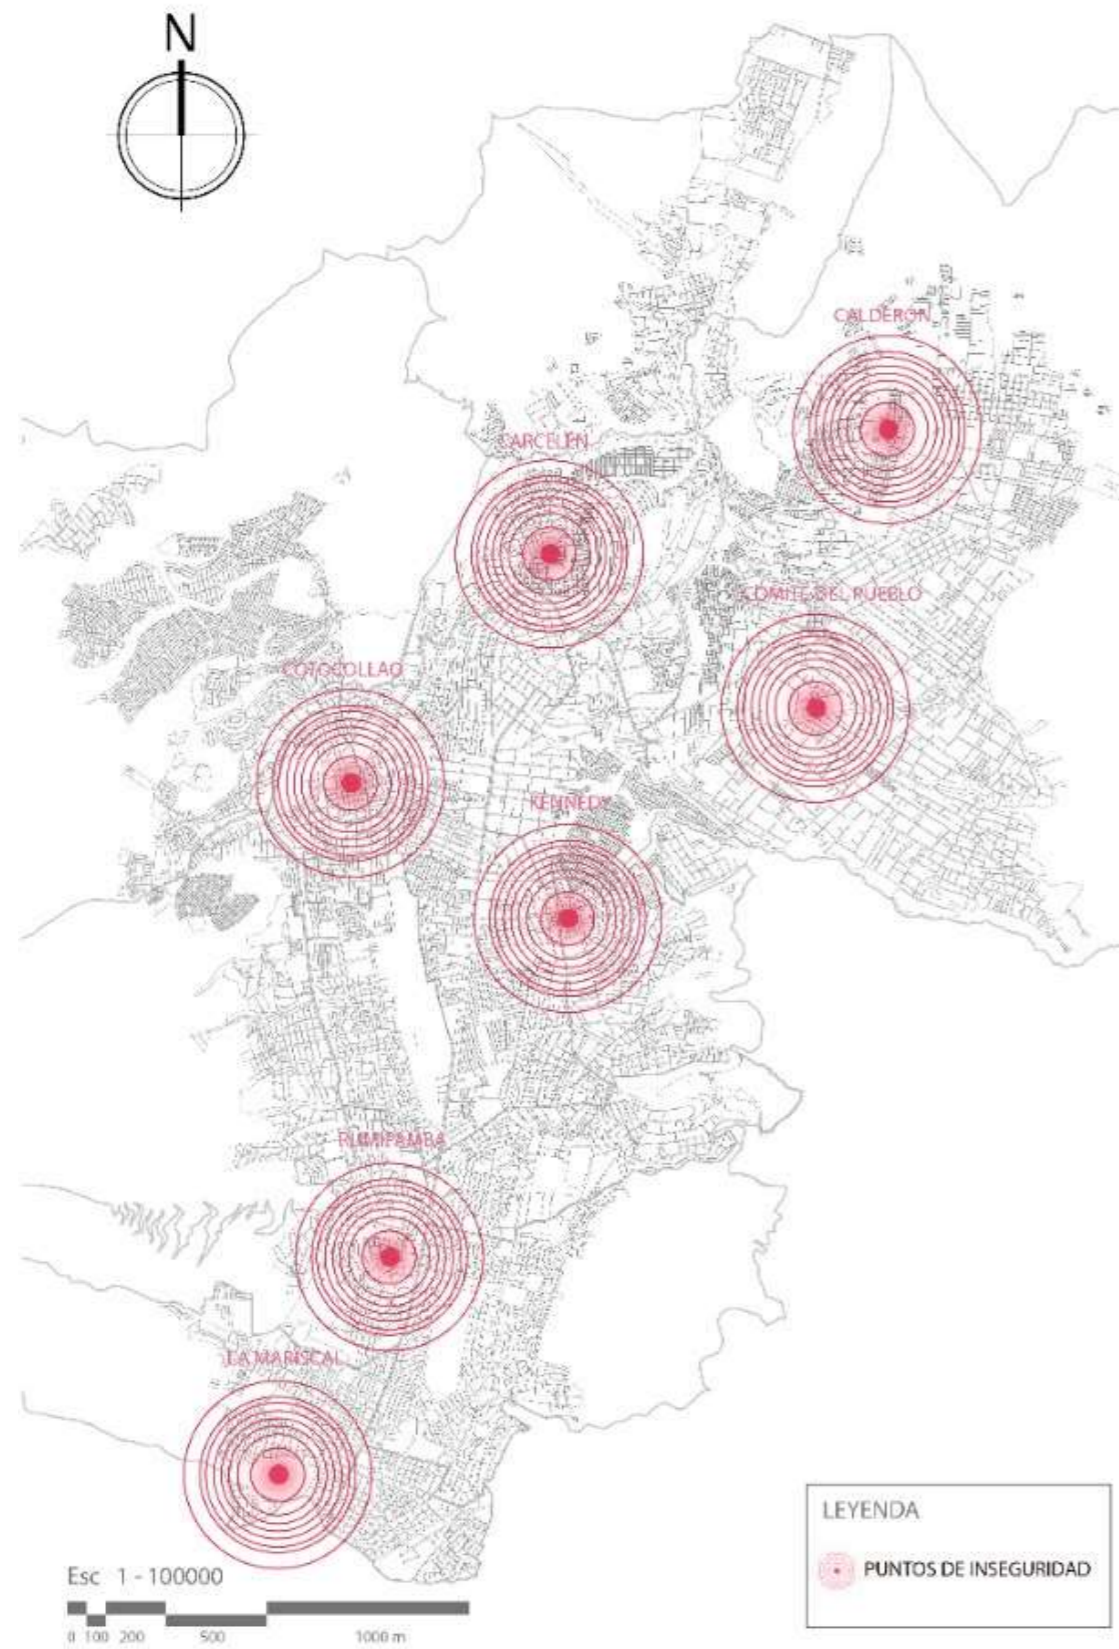 N
CALDERON
CARCELEN
COMITE DEL PUEBLO
COTOCOLLAO
KENNEDY
RUMIPAMBA
LA MARISCAL
LEYENDA
PUNTOS DE INSEGURIDAD
Esc 1 - 100000
0 100 200 500 1000 m